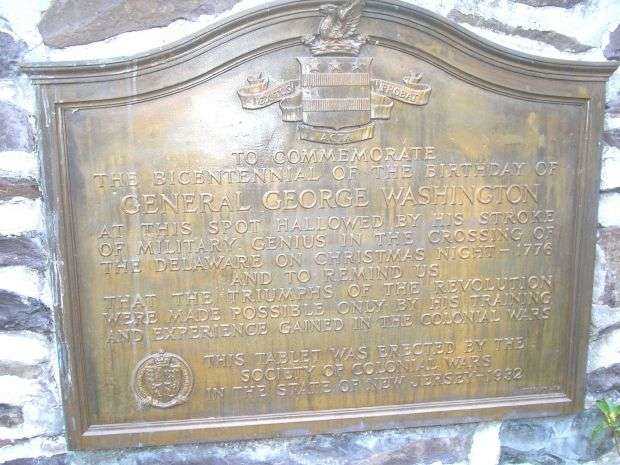 EXITUS
ACTA
PROBAT
TO COMMEMORATE
THE BICENTENNIAL OF THE BIRTHDAY OF
GENERAL GEORGE WASHINGTON
AT THIS SPOT HALLOWED BY HIS STROKE
OF MILITARY GENIUS IN THE CROSSING OF
THE DELAWARE ON CHRISTMAS NIGHT – 1776
AND TO REMIND US
THAT THE TRIUMPHS OF THE REVOLUTION
WERE MADE POSSIBLE ONLY BY HIS TRAINING
AND EXPERIENCE GAINED IN THE COLONIAL WARS
THIS TABLET WAS ERECTED BY THE
SOCIETY OF COLONIAL WARS
IN THE STATE OF NEW JERSEY – 1932